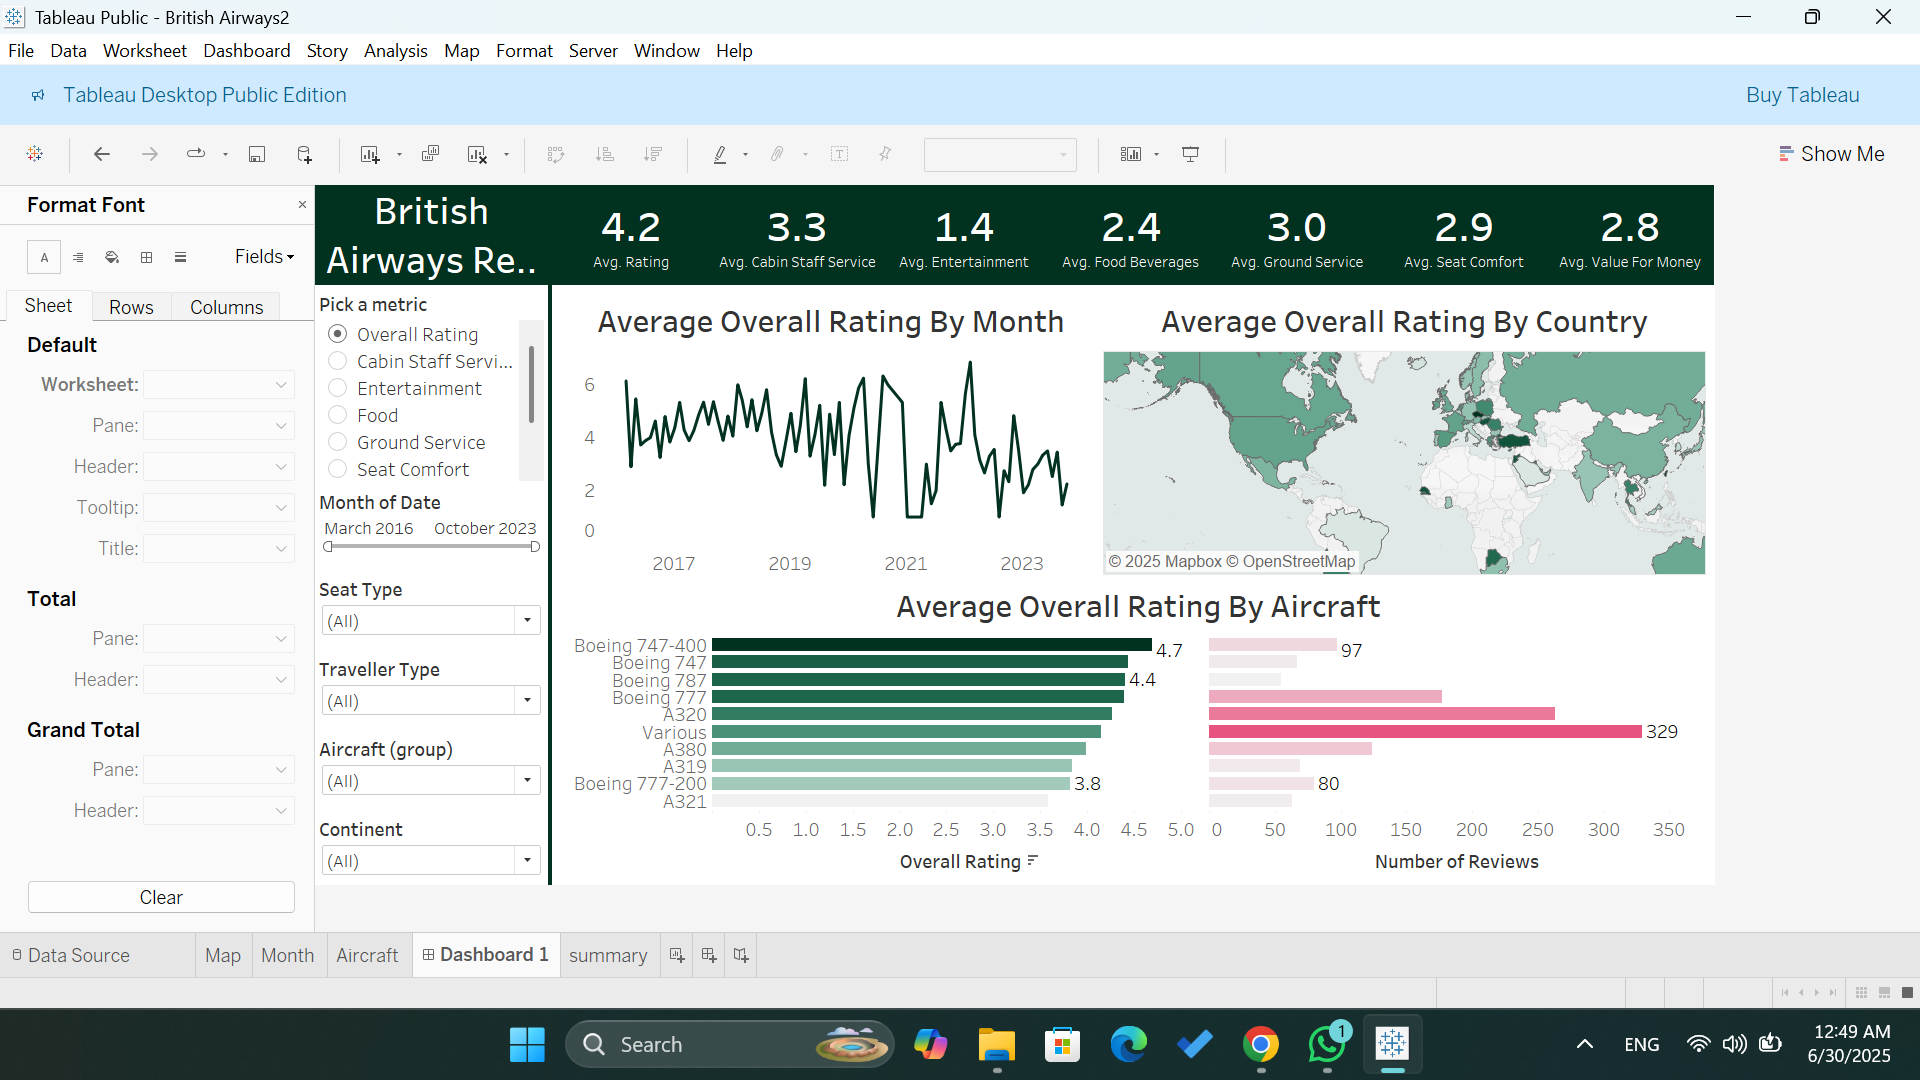 Tableau Public - British Airways2
File Data Worksheet Dashboard Story Analysis Map Format Server Window Help
Tableau Desktop Public Edition
Buy Tableau
Show Me
Format Font
A
Fields
Sheet Rows Columns
Default
Worksheet:
Pane:
Header:
Tooltip:
Title:
Total
Pane:
Header:
Grand Total
Pane:
Header:
Clear
British
Airways Re..
4.2
Avg. Rating
3.3
Avg. Cabin Staff Service
1.4
Avg. Entertainment
2.4
Avg. Food Beverages
3.0
Avg. Ground Service
2.9
Avg. Seat Comfort
2.8
Avg. Value For Money
Pick a metric
Overall Rating
Cabin Staff Servi...
Entertainment
Food
Ground Service
Seat Comfort
Month of Date
March 2016 October 2023
Seat Type
(All)
Traveller Type
(All)
Aircraft (group)
(All)
Continent
(All)
Average Overall Rating By Month
6
4
2
0
2017 2019 2021 2023
Average Overall Rating By Country
© 2025 Mapbox © OpenStreetMap
Average Overall Rating By Aircraft
Boeing 747-400 4.7 97
Boeing 747
Boeing 787 4.4
Boeing 777
A320
Various 329
A380
A319
Boeing 777-200 3.8 80
A321
0.5 1.0 1.5 2.0 2.5 3.0 3.5 4.0 4.5 5.0 0 50 100 150 200 250 300 350
Overall Rating Number of Reviews
Data Source Map Month Aircraft Dashboard 1 summary
Search
1
ENG
12:49 AM
6/30/2025